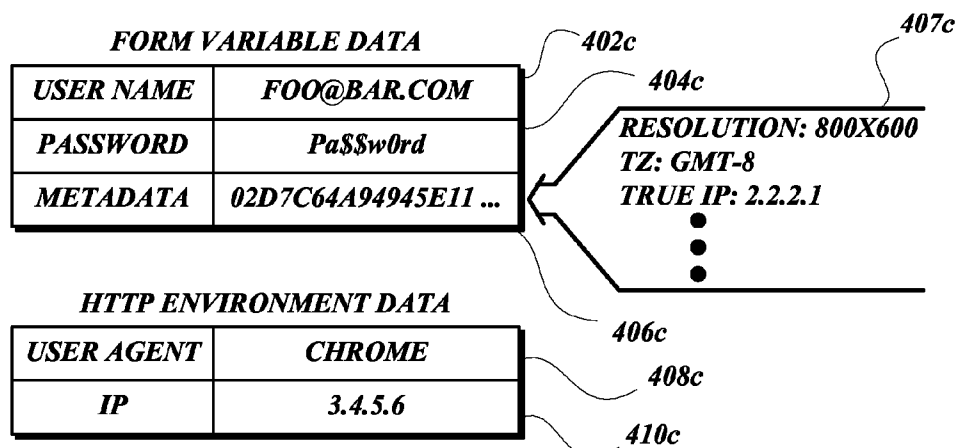 407c
FORM VARIABLE DATA
402c
USER NAME FOO@BAR.COM
404c
PASSWORD Pa$$w0rd
METADATA 02D7C64A94945E11 ...
RESOLUTION: 800X600
TZ: GMT-8
TRUE IP: 2.2.2.1
406c
HTTP ENVIRONMENT DATA
USER AGENT CHROME
408c
IP 3.4.5.6
410c